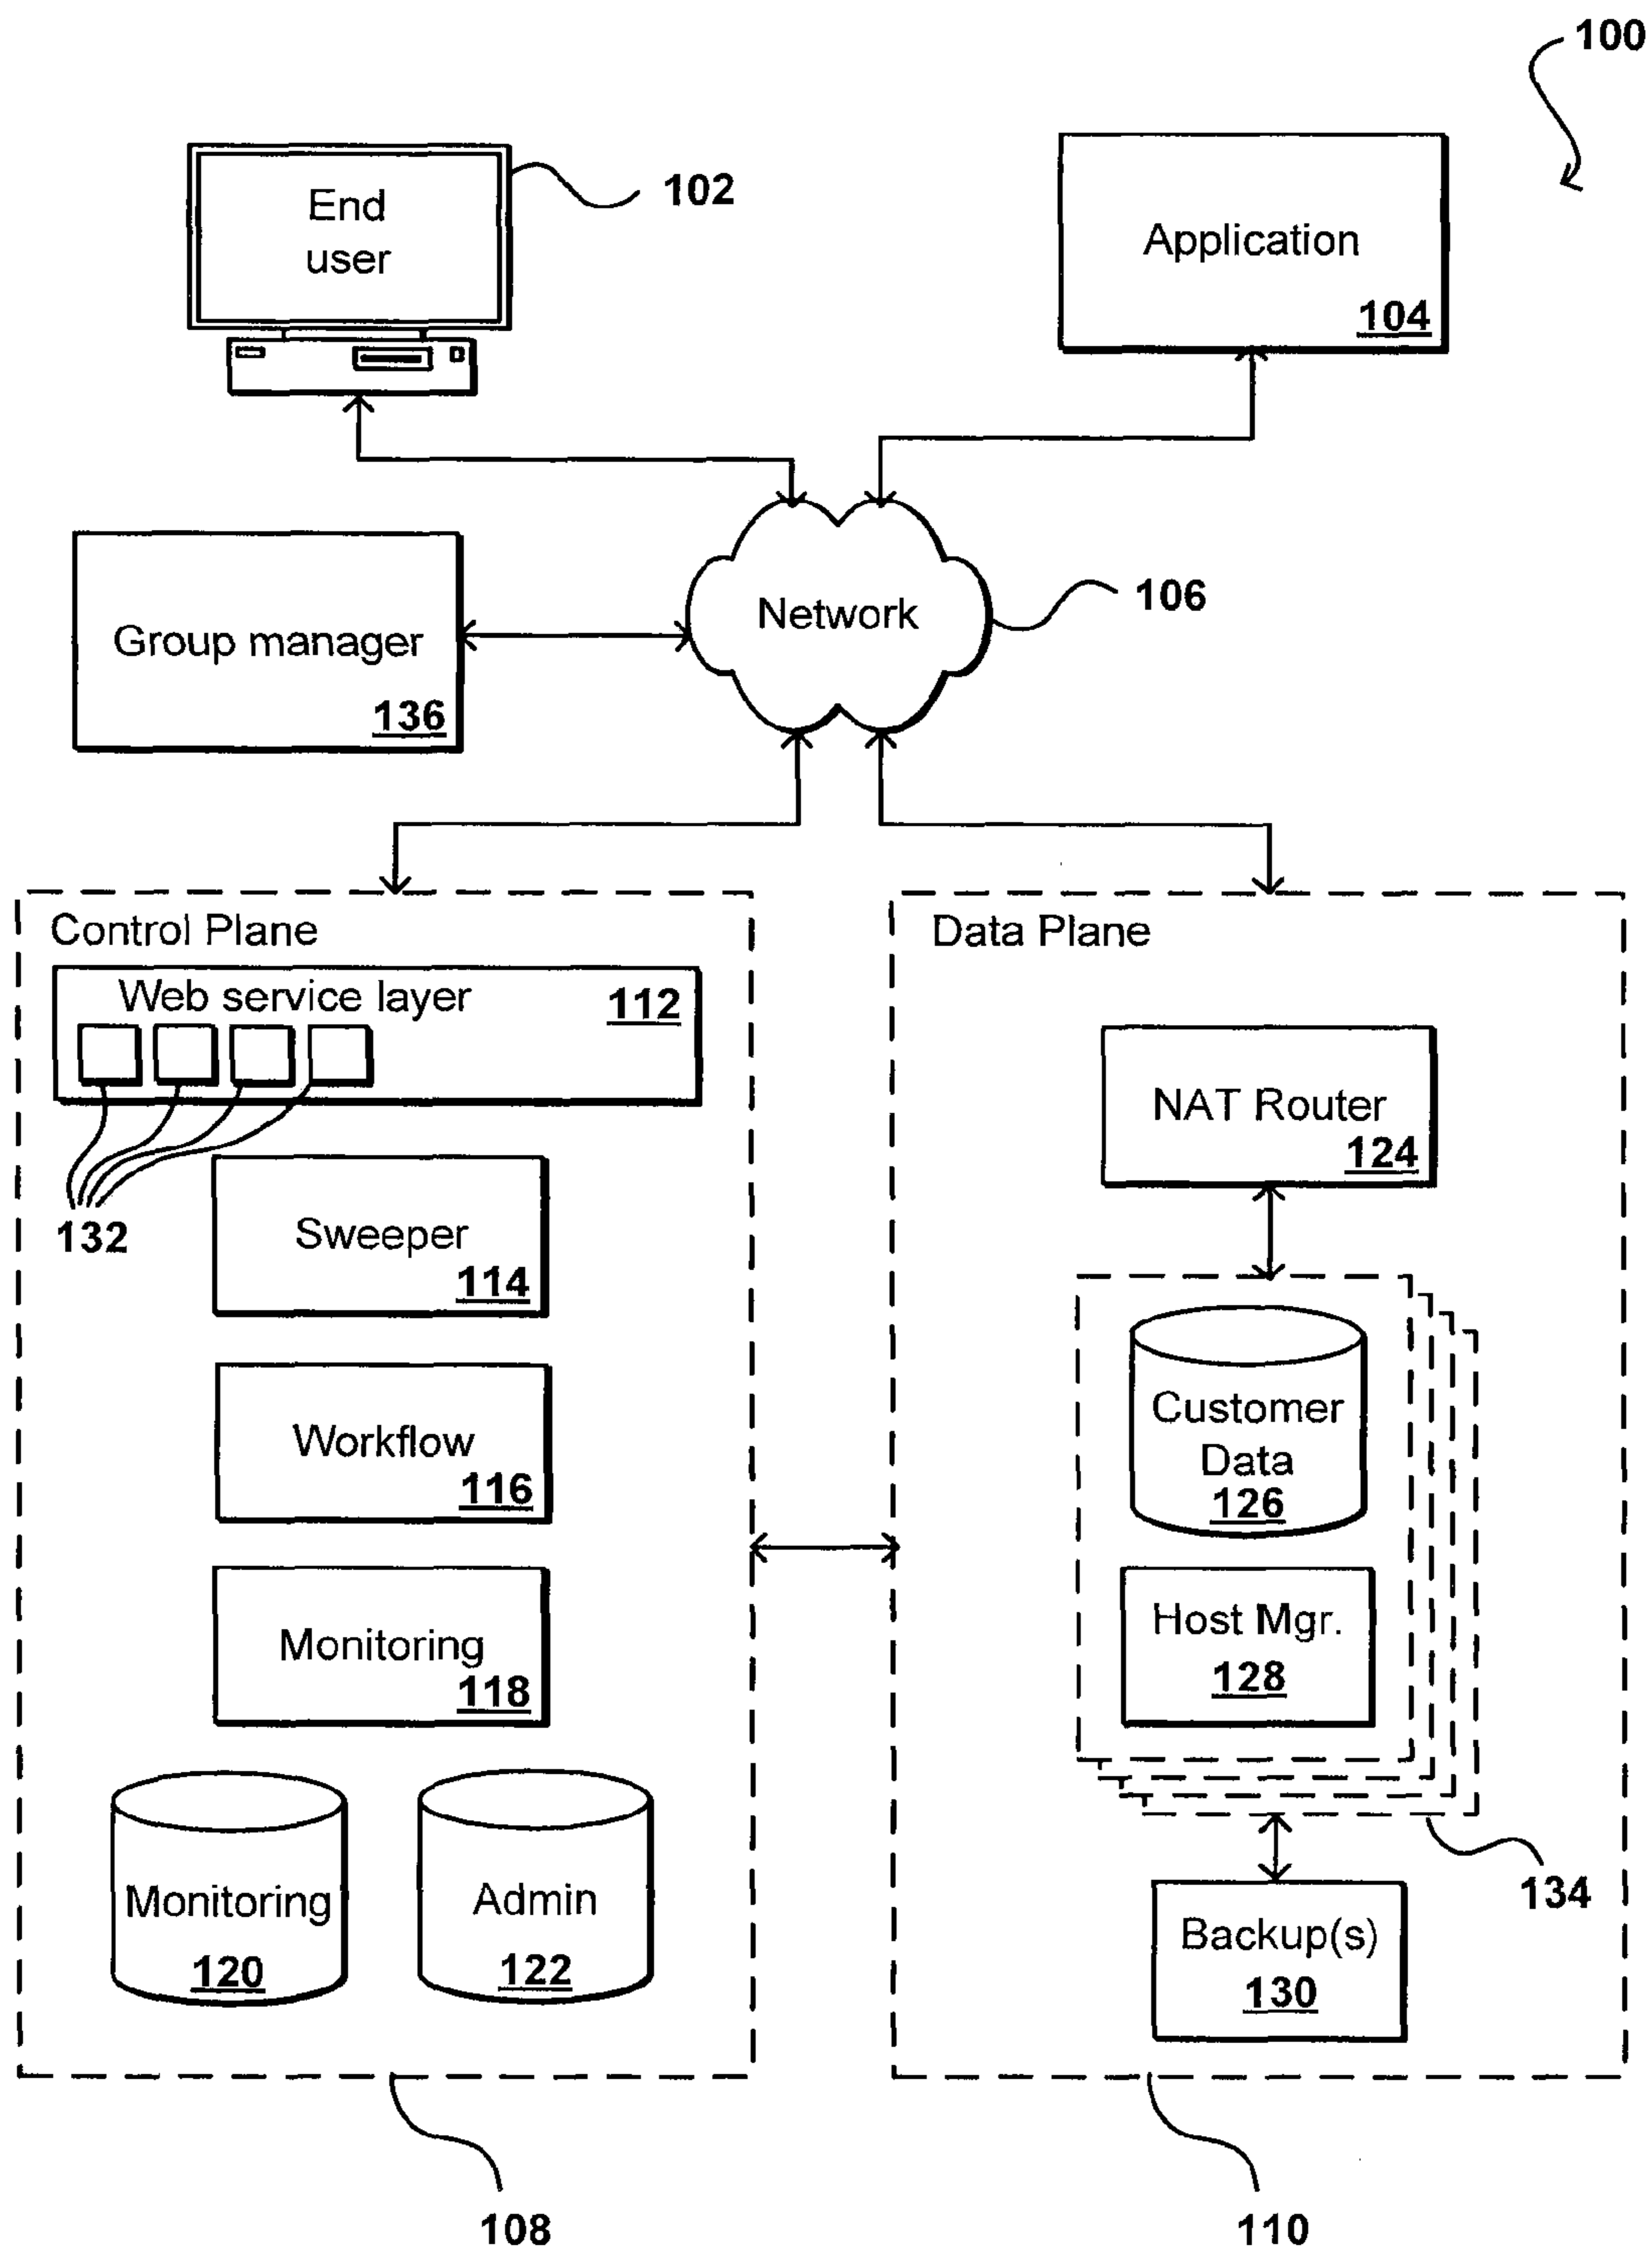 100
End
user
102
Application
104
Group manager
136
Network
106
Control Plane
Web service layer
112
132
Sweeper
114
Workflow
116
Monitoring
118
Monitoring
120
Admin
122
108
Data Plane
NAT Router
124
Customer
Data
126
Host Mgr.
128
134
Backup(s)
130
110